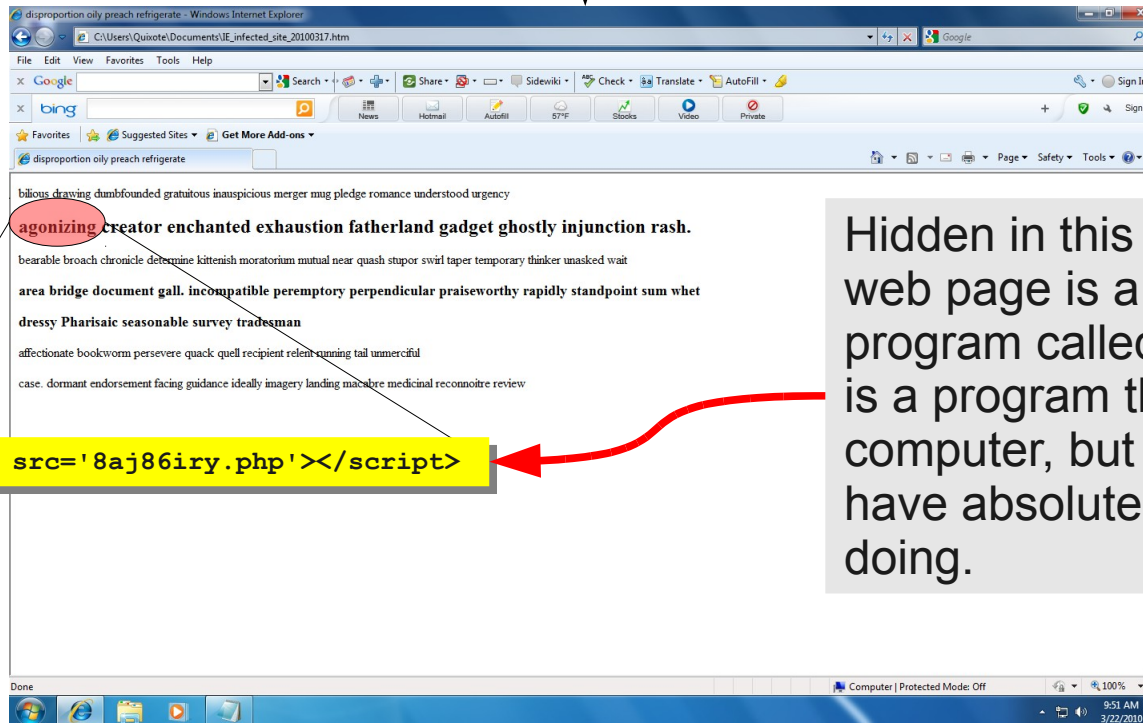 disproportion oily preach refrigerate - Windows Internet Explorer
C:\Users\Quixote\Documents\IE_infected_site_20100317.htm
Google
File Edit View Favorites Tools Help
x Google Search Share Sidewiki Check Translate AutoFill Sign In
x bing News Hotmail Autofill 57°F Stocks Video Private + Sign
Favorites Suggested Sites Get More Add-ons
disproportion oily preach refrigerate
Page Safety Tools
bilious drawing dumbfounded gratuitous inauspicious merger mug pledge romance understood urgency
agonizing creator enchanted exhaustion fatherland gadget ghostly injunction rash.
bearable broach chronicle determine kittenish moratorium mutual near quash stupor swirl taper temporary thinker unasked wait
area bridge document gall. incompatible peremptory perpendicular praiseworthy rapidly standpoint sum whet
dressy Pharisaic seasonable survey tradesman
affectionate bookworm persevere quack quell recipient relent running tail unmerciful
case. dormant endorsement facing guidance ideally imagery landing macabre medicinal reconnoitre review
src='8aj86iry.php'></script>
Hidden in this
web page is a
program called
is a program th
computer, but
have absolute
doing.
Done
Computer | Protected Mode: Off
100%
9:51 AM
3/22/2010